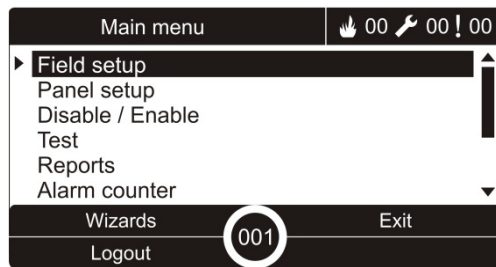 Main menu 00 00 ! 00
Field setup
Panel setup
Disable / Enable
Test
Reports
Alarm counter
Wizards Exit
001
Logout